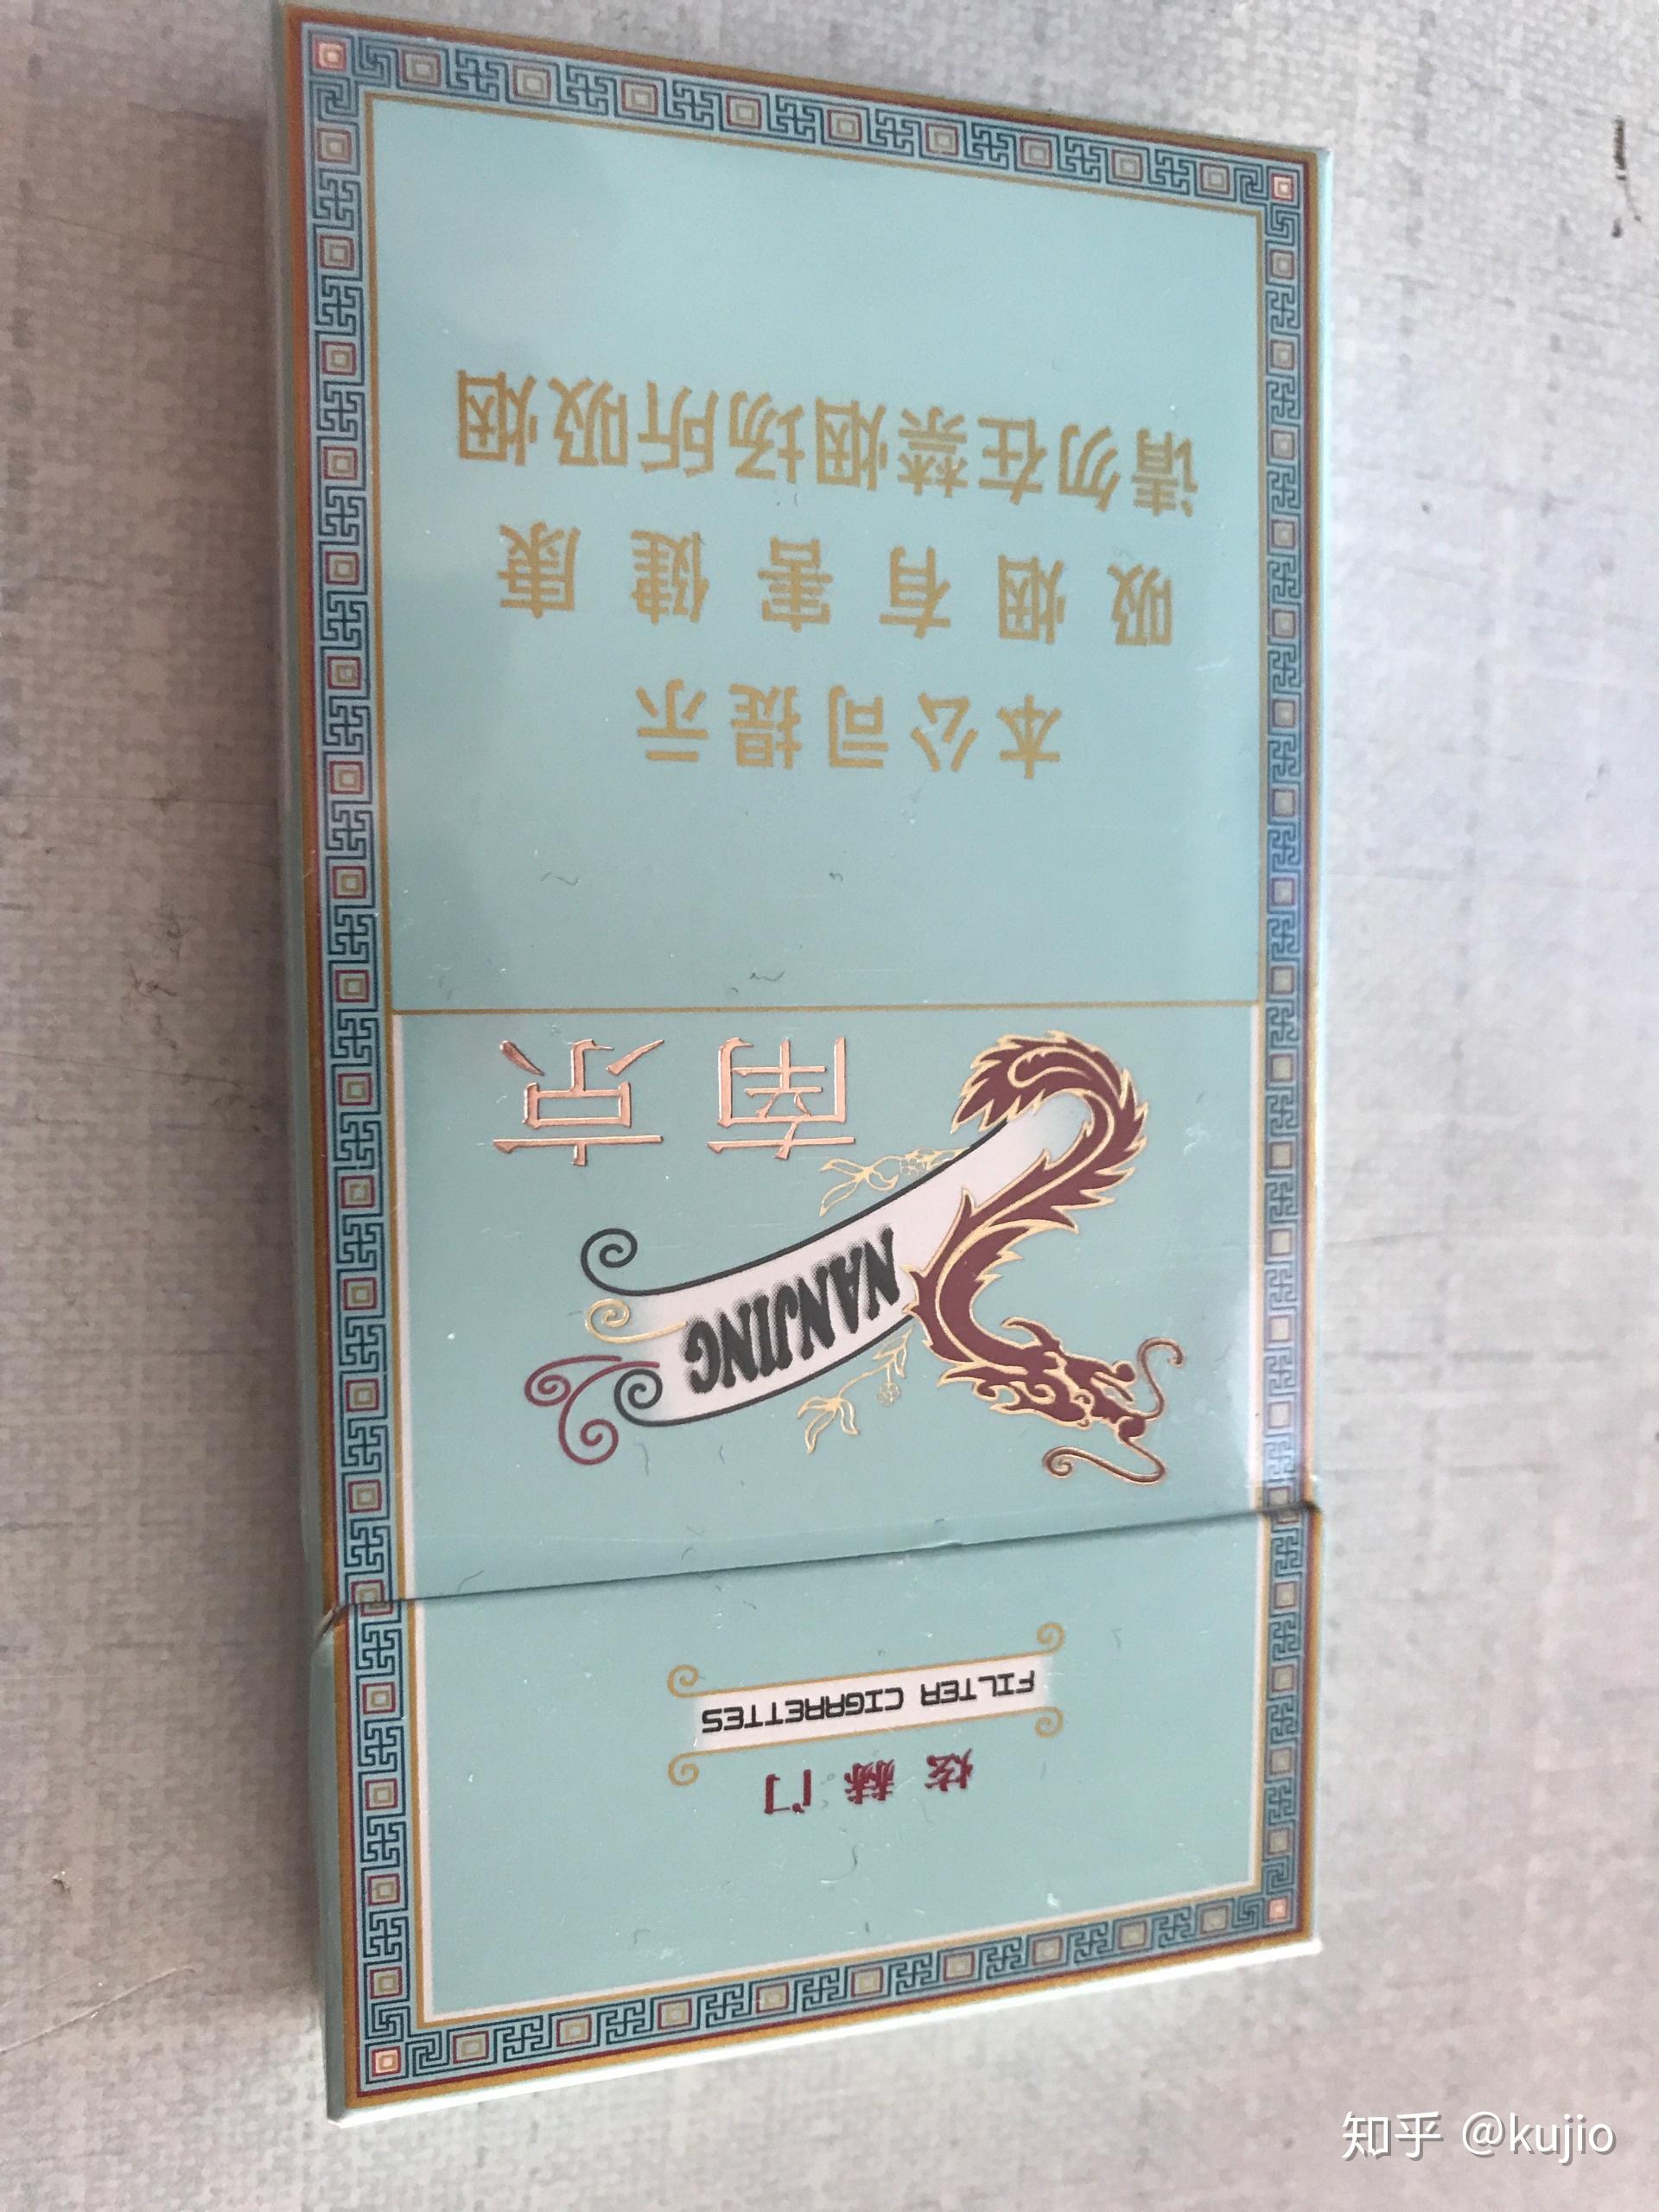 炫赫门
FILTER CIGARETTES
NANJING
南京
本公司提示
吸烟有害健康
请勿在禁烟场所吸烟
知乎 @kujio